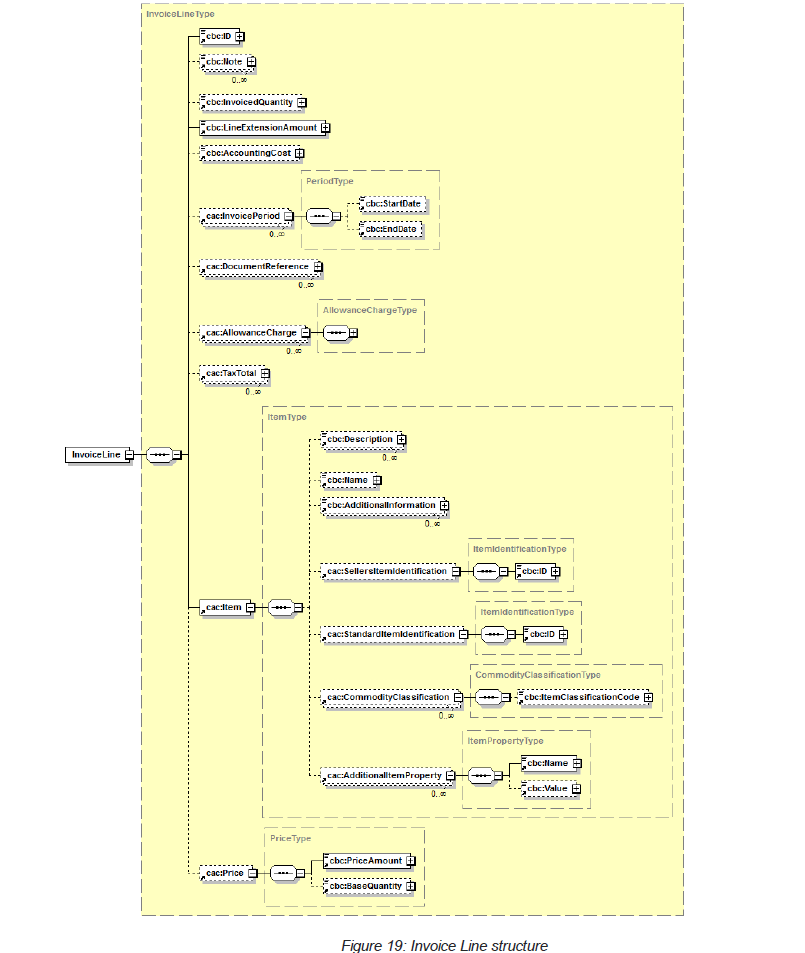 InvoiceLineType
cbc:ID
cbc:Note
0..∞
cbc:InvoicedQuantity
cbc:LineExtensionAmount
cbc:AccountingCost
PeriodType
cac:InvoicePeriod
0..∞
cbc:StartDate
cbc:EndDate
cac:DocumentReference
0..∞
AllowanceChargeType
cac:AllowanceCharge
0..∞
cac:TaxTotal
0..∞
InvoiceLine
ItemType
cac:Item
cbc:Description
0..∞
cbc:Name
cbc:AdditionalInformation
0..∞
ItemIdentificationType
cac:SellersItemIdentification
cbc:ID
ItemIdentificationType
cac:StandardItemIdentification
cbc:ID
CommodityClassificationType
cac:CommodityClassification
0..∞
cbc:ItemClassificationCode
ItemPropertyType
cac:AdditionalItemProperty
0..∞
cbc:Name
cbc:Value
PriceType
cac:Price
cbc:PriceAmount
cbc:BaseQuantity
Figure 19: Invoice Line structure